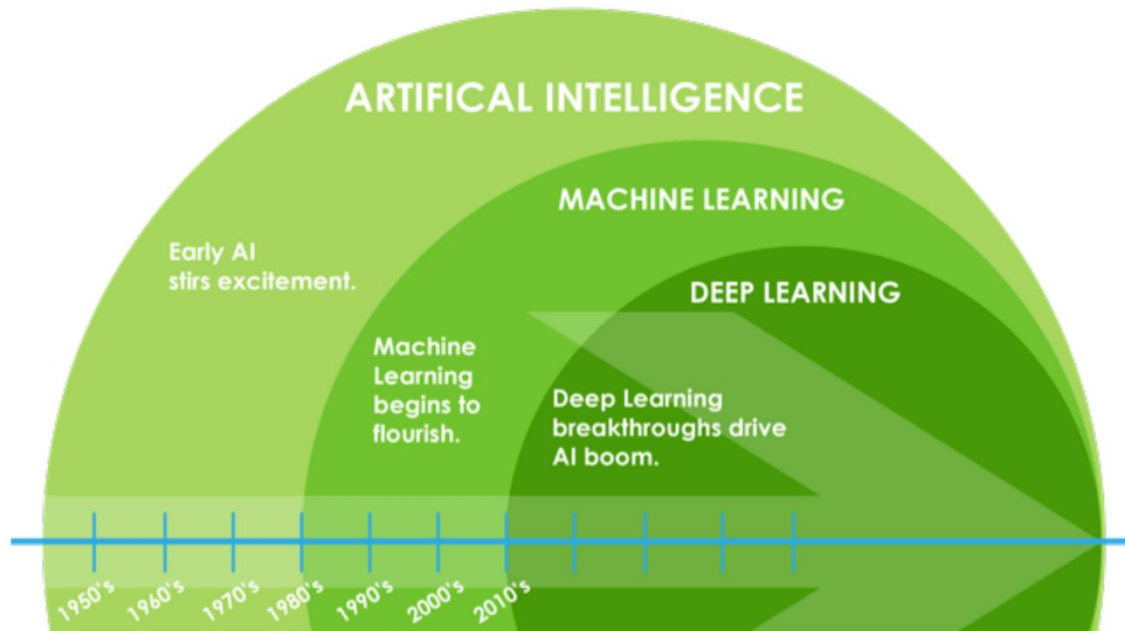 ARTIFICAL INTELLIGENCE
MACHINE LEARNING
Early AI
stirs excitement.
DEEP LEARNING
Machine
Learning
begins to
flourish.
Deep Learning
breakthroughs drive
AI boom.
1950's
1960's
1970's
1980's
1990's
2000's
2010's